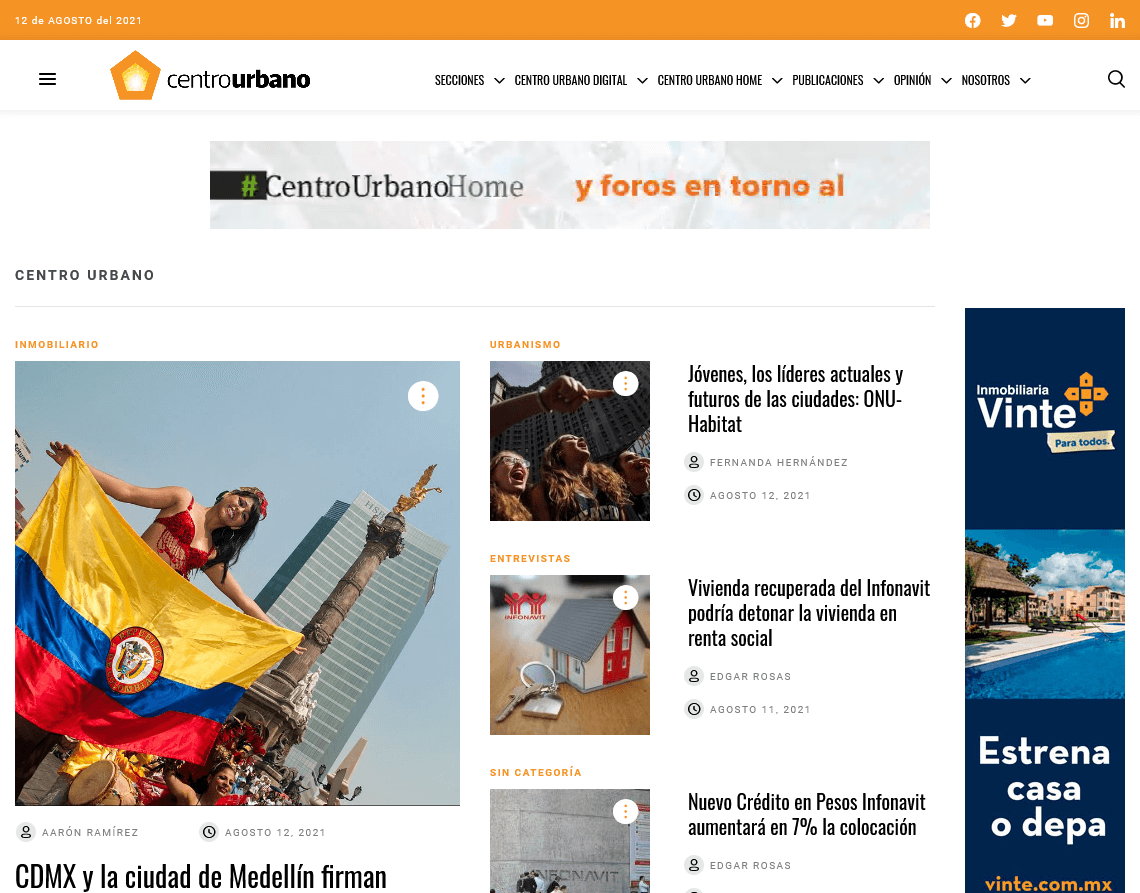 12 de AGOSTO del 2021
centrourbano
SECCIONES
CENTRO URBANO DIGITAL
CENTRO URBANO HOME
PUBLICACIONES
OPINIÓN
NOSOTROS
#CentroUrbanoHome y foros en torno al
CENTRO URBANO
INMOBILIARIO
HSBC
AARÓN RAMÍREZ
AGOSTO 12, 2021
CDMX y la ciudad de Medellín firman
URBANISMO
Jóvenes, los líderes actuales y
futuros de las ciudades: ONU-
Habitat
FERNANDA HERNÁNDEZ
AGOSTO 12, 2021
ENTREVISTAS
INFONAVIT
Vivienda recuperada del Infonavit
podría detonar la vivienda en
renta social
EDGAR ROSAS
AGOSTO 11, 2021
SIN CATEGORÍA
INFONAVIT
Nuevo Crédito en Pesos Infonavit
aumentará en 7% la colocación
EDGAR ROSAS
Inmobiliaria
Vinte
Para todos.
Estrena
casa
o depa
vinte.com.mx